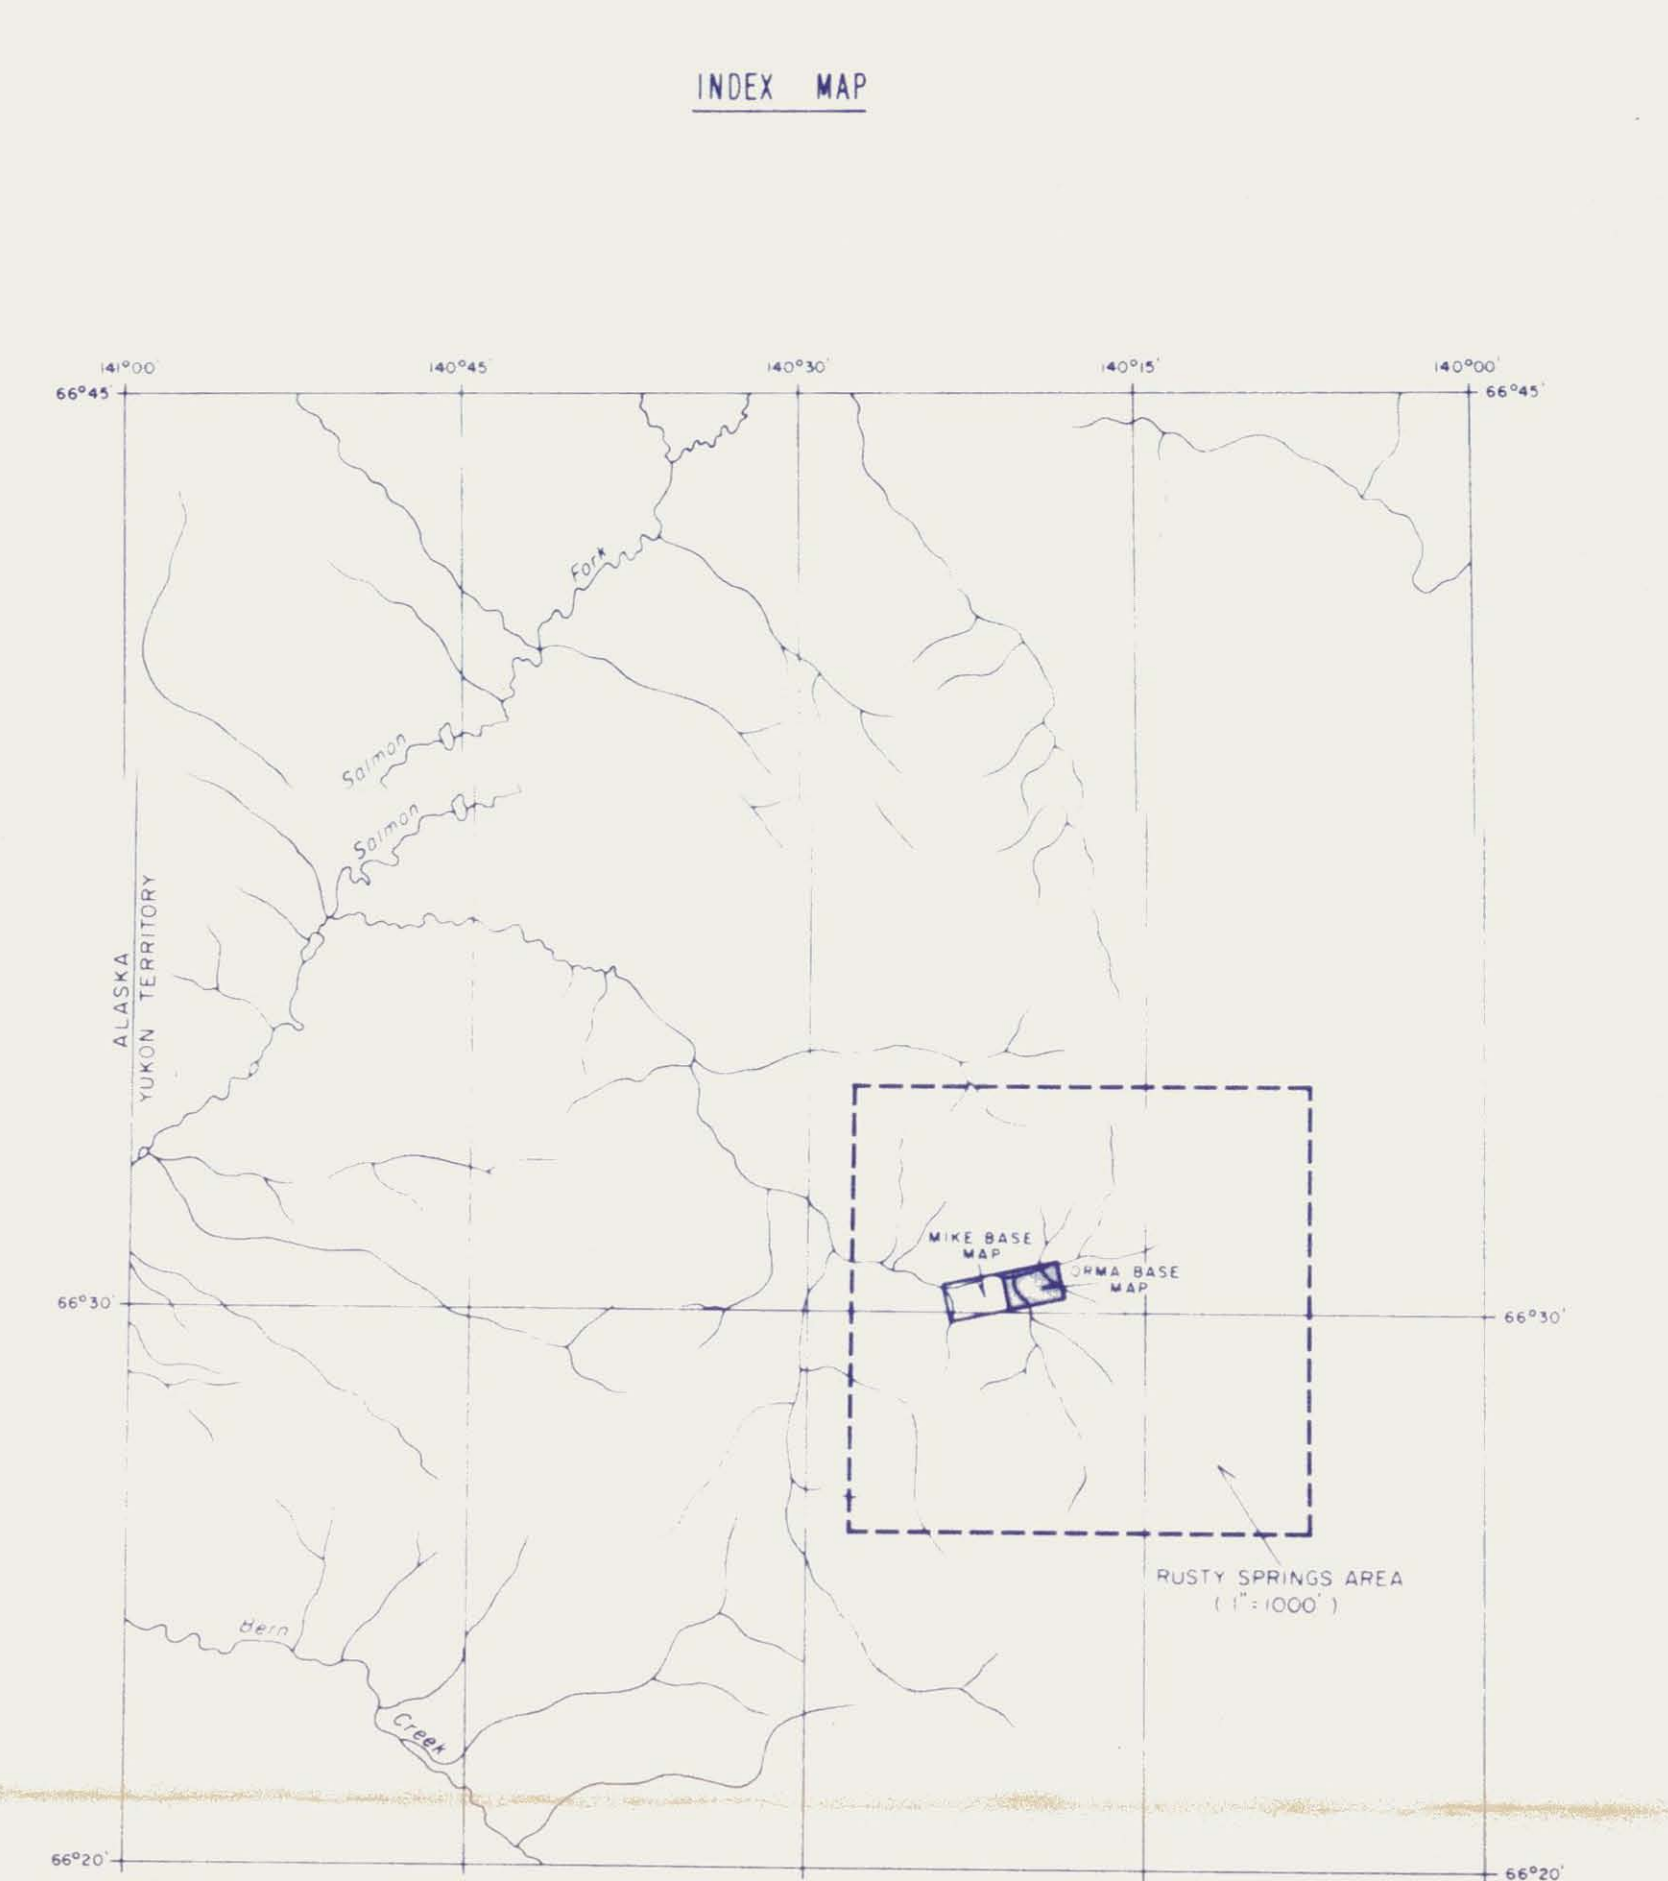 INDEX MAP
141°00' 140°45' 140°30' 140°15' 140°00'
66°45' 66°45'
Fork
Salmon
Salmon
ALASKA
YUKON TERRITORY
MIKE BASE
MAP
ORMA BASE
MAP
66°30' 66°30'
RUSTY SPRINGS AREA
( 1"=1000' )
Bern
Creek
66°20' 66°20'